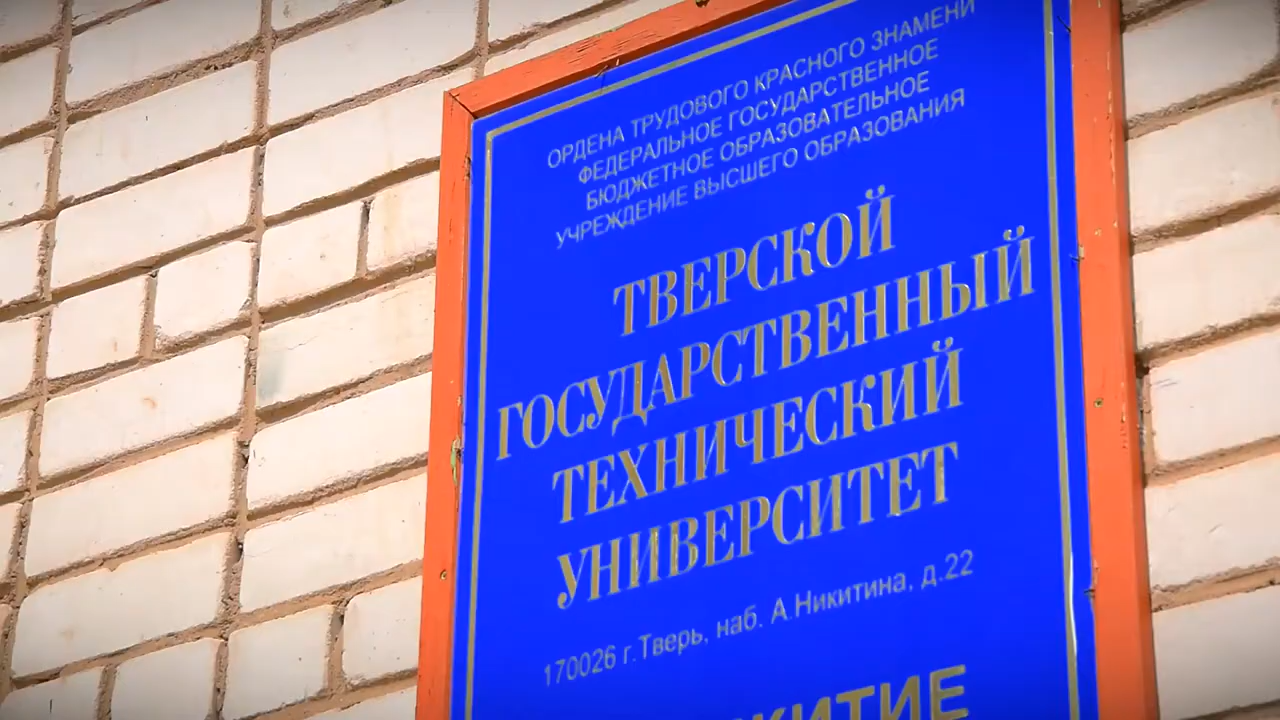 ОРДЕНА ТРУДОВОГО КРАСНОГО ЗНАМЕНИ
ФЕДЕРАЛЬНОЕ ГОСУДАРСТВЕННОЕ
БЮДЖЕТНОЕ ОБРАЗОВАТЕЛЬНОЕ
УЧРЕЖДЕНИЕ ВЫСШЕГО ОБРАЗОВАНИЯ
ТВЕРСКОЙ
ГОСУДАРСТВЕННЫЙ
ТЕХНИЧЕСКИЙ
УНИВЕРСИТЕТ
170026 г.Тверь, наб. А.Никитина, д.22